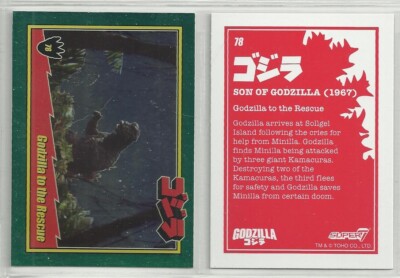 78
Godzilla to the Rescue
ゴジラ
78
ゴジラ
SON OF GODZILLA (1967)
Godzilla to the Rescue
Godzilla arrives at Sollgel
Island following the cries for
help from Minilla. Godzilla
finds Minilla being attacked
by three giant Kamacuras.
Destroying two of the
Kamacuras, the third flees
for safety and Godzilla saves
Minilla from certain doom.
GODZILLA
ゴジラ
SUPER7
TM & © TOHO CO., LTD.